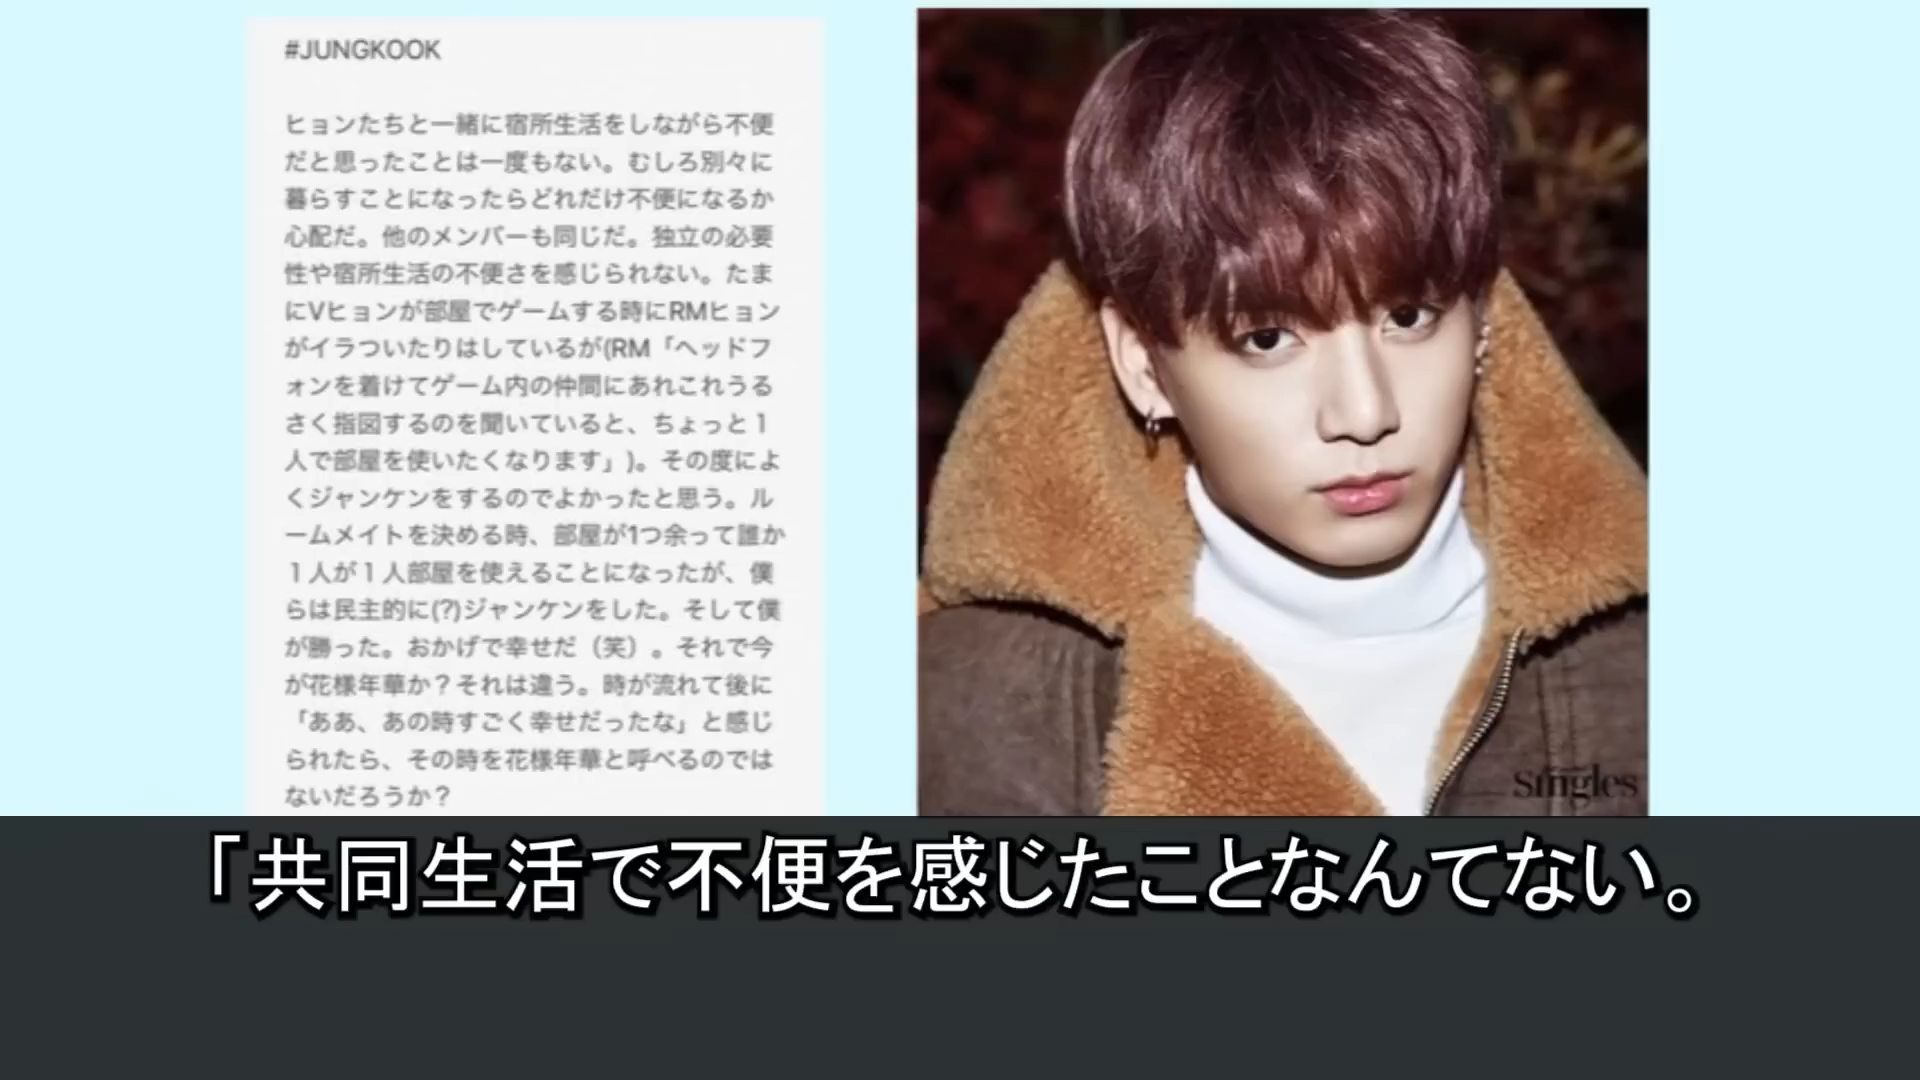 #JUNGKOOK
ヒョンたちと一緒に宿所生活をしながら不便
だと思ったことは一度もない。むしろ別々に
暮らすことになったらどれだけ不便になるか
心配だ。他のメンバーも同じだ。独立の必要
性や宿所生活の不便さを感じられない。たま
にVヒョンが部屋でゲームする時にRMヒョン
がイラついたりはしているが(RM「ヘッドフ
ォンを着けてゲーム内の仲間にあれこれうる
さく指図するのを聞いていると、ちょっと１
人で部屋を使いたくなります」)。その度によ
くジャンケンをするのでよかったと思う。ル
ームメイトを決める時、部屋が1つ余って誰か
１人が１人部屋を使えることになったが、僕
らは民主的に(?)ジャンケンをした。そして僕
が勝った。おかげで幸せだ（笑）。それで今
が花様年華か？それは違う。時が流れて後に
「ああ、あの時すごく幸せだったな」と感じ
られたら、その時を花様年華と呼べるのでは
ないだろうか？
Singles
「共同生活で不便を感じたことなんてない。